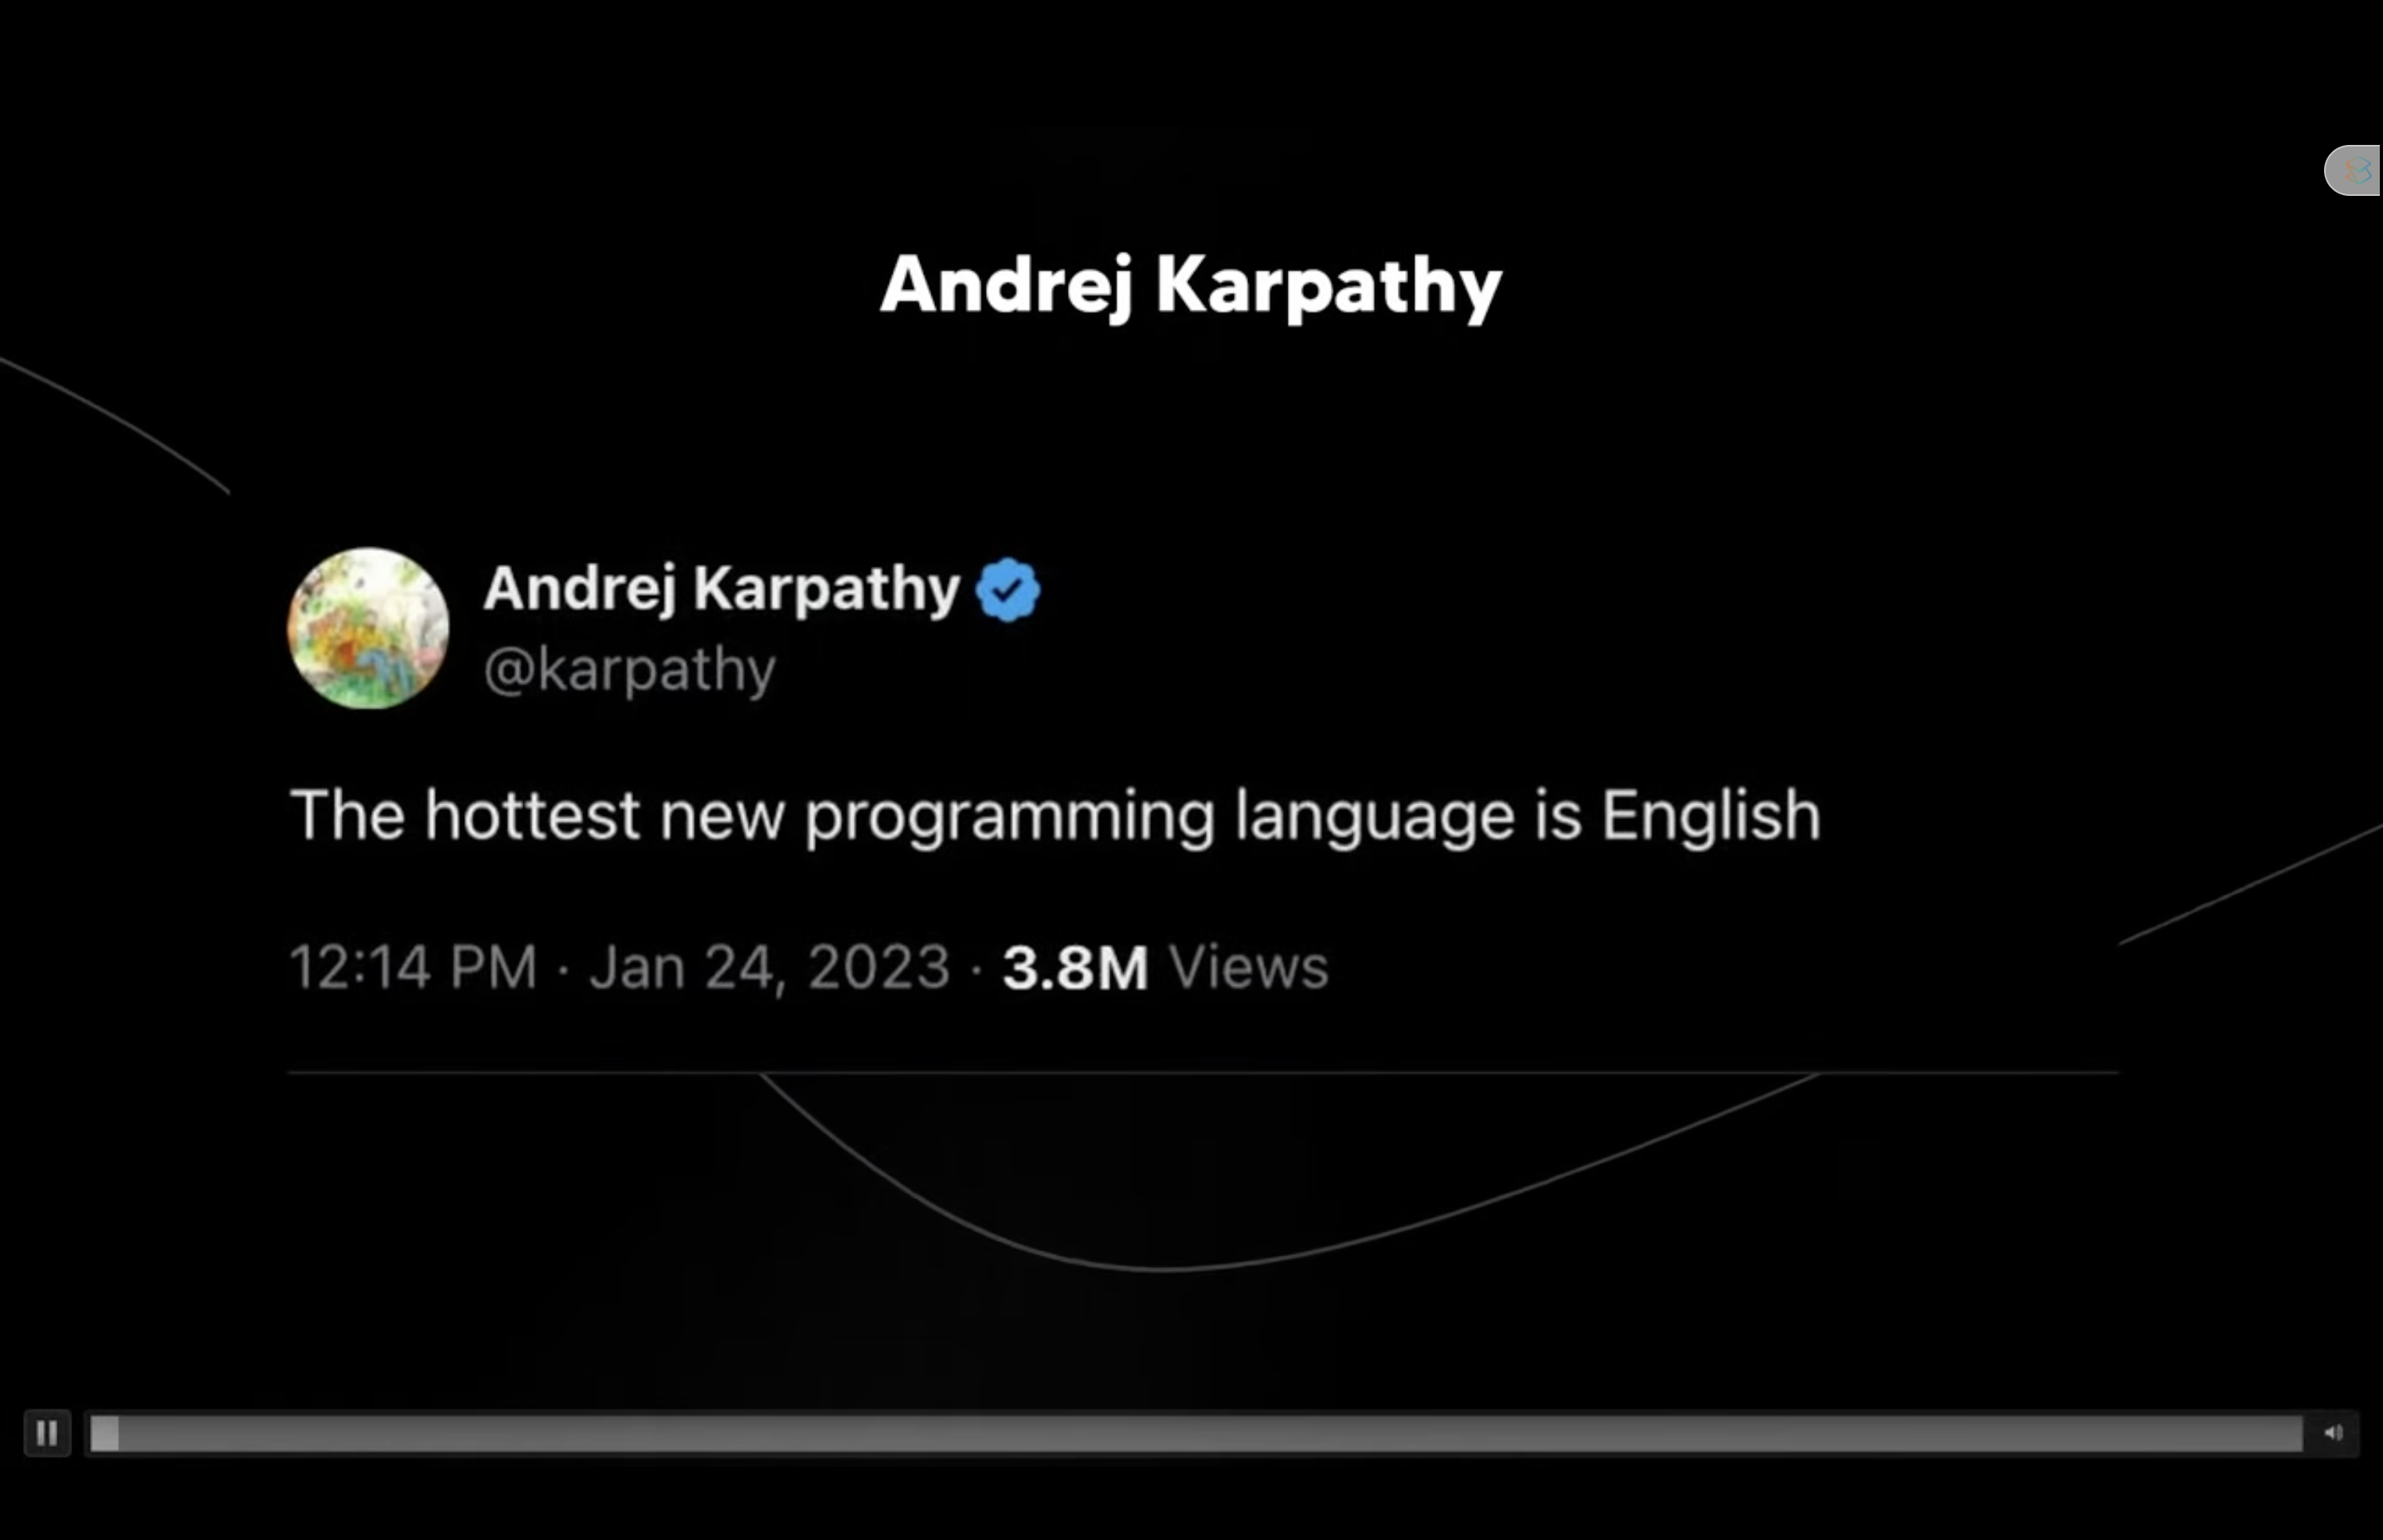 Andrej Karpathy
Andrej Karpathy
@karpathy
The hottest new programming language is English
12:14 PM · Jan 24, 2023 · 3.8M Views